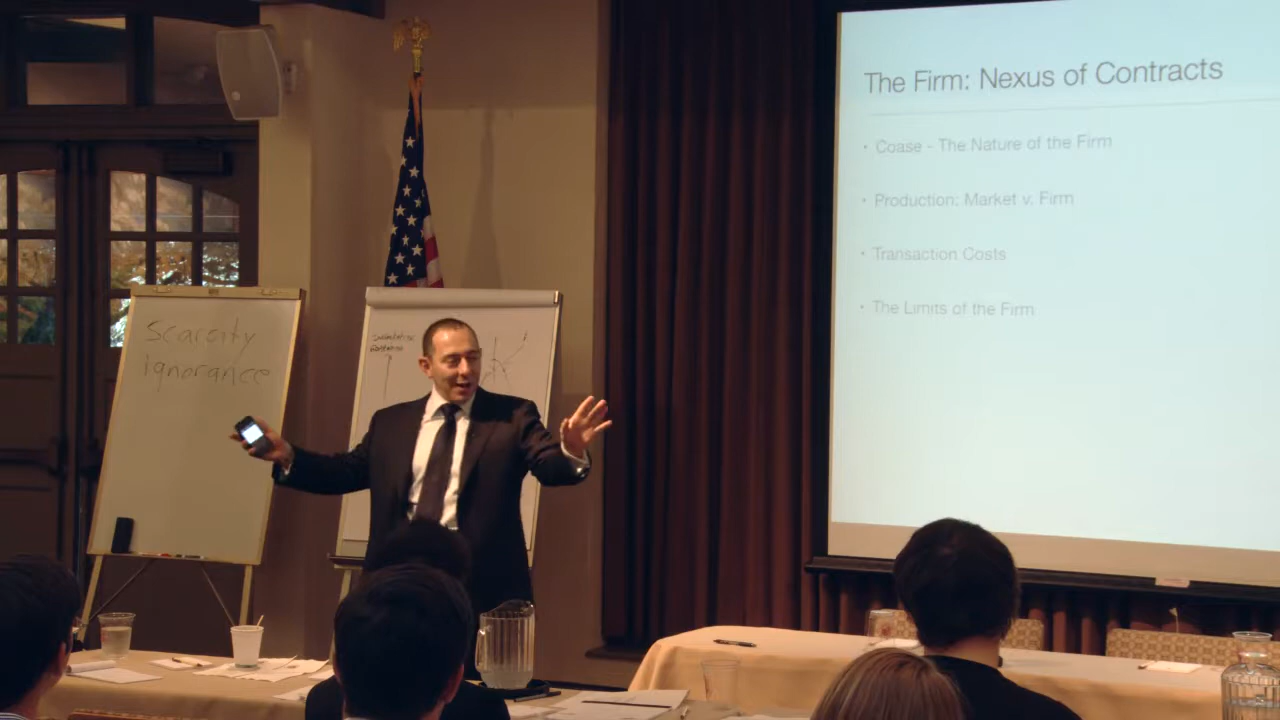 Scarcity
ignorance
The Firm: Nexus of Contracts
· Coase - The Nature of the Firm
· Production: Market v. Firm
· Transaction Costs
· The Limits of the Firm